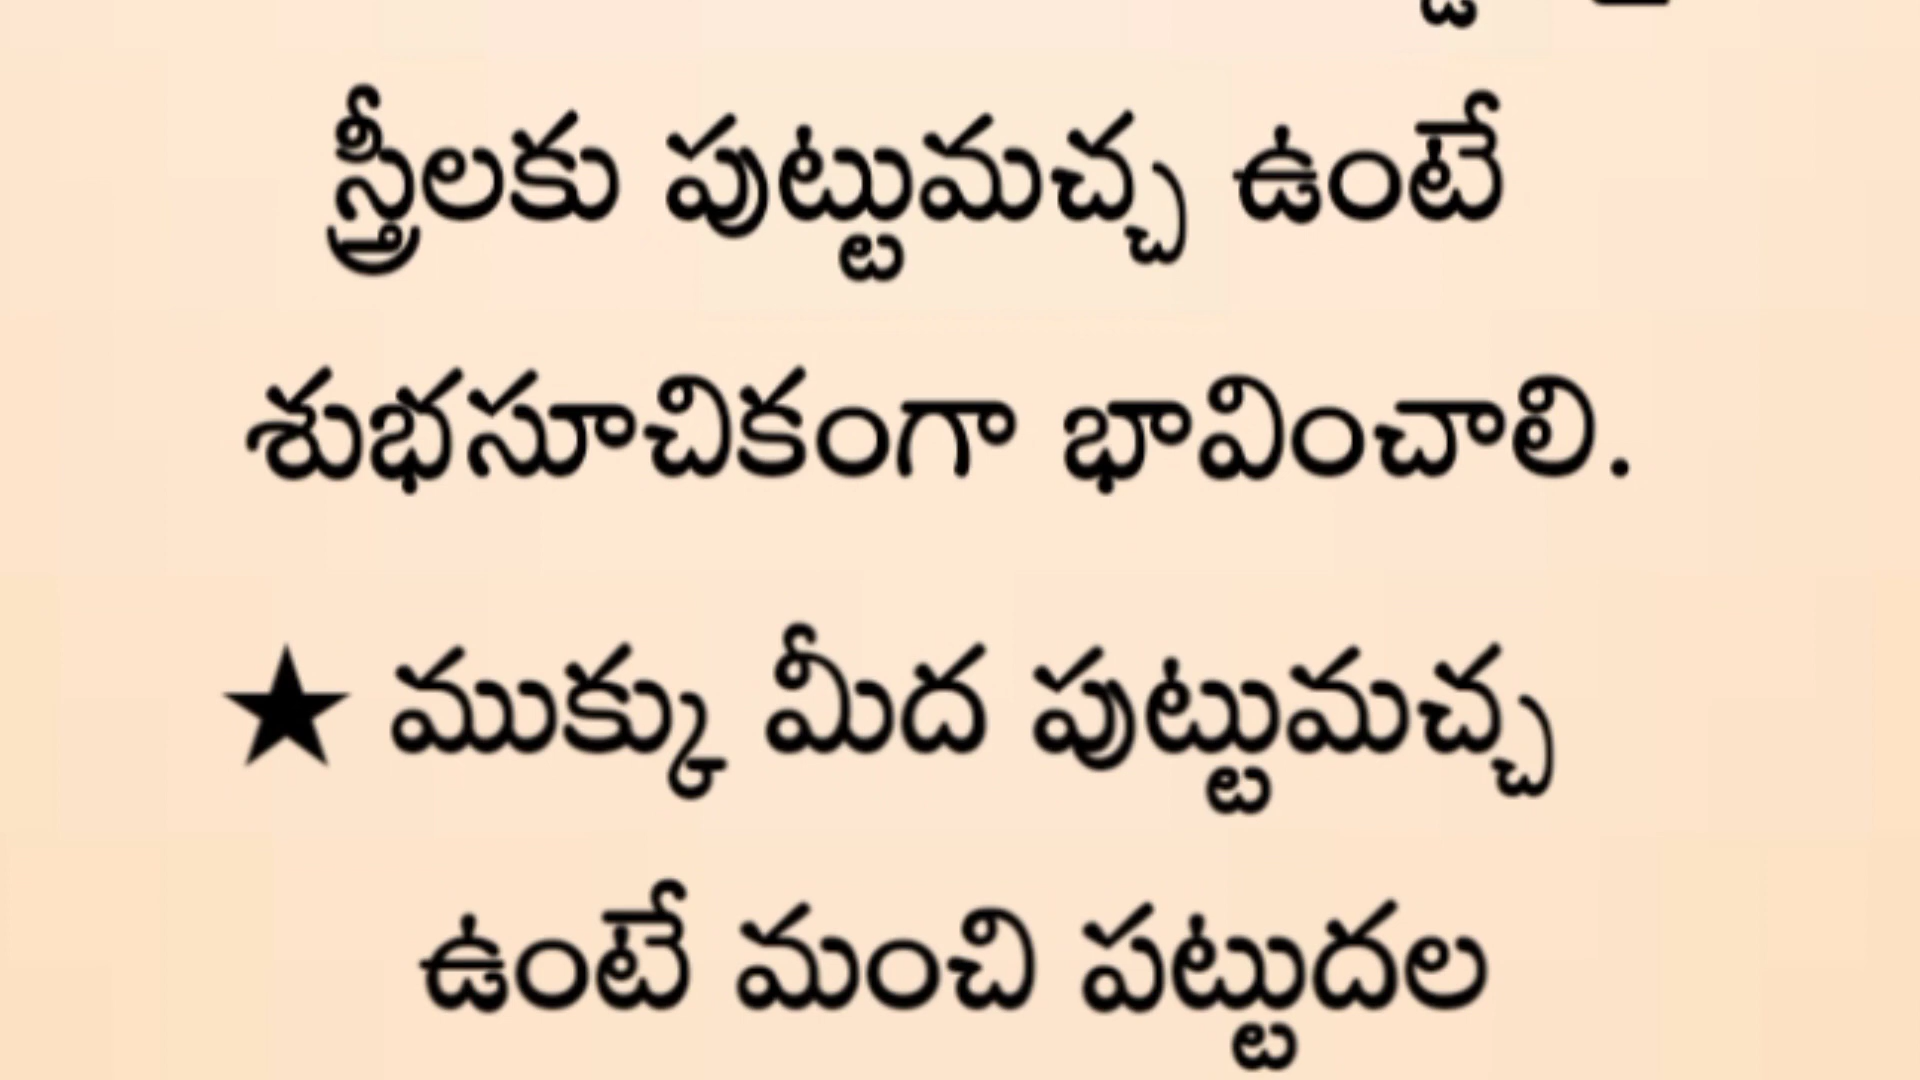 స్త్రీలకు పుట్టుమచ్చ ఉంటే
శుభసూచికంగా భావించాలి.
★ ముక్కు మీద పుట్టుమచ్చ
ఉంటే మంచి పట్టుదల